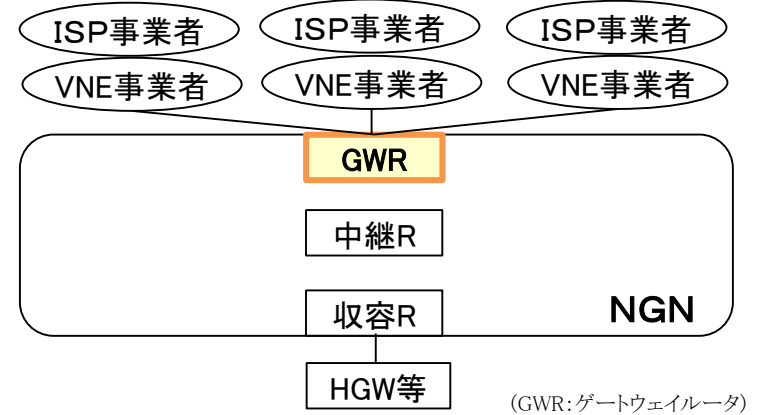 ISP事業者
ISP事業者
ISP事業者
VNE事業者
VNE事業者
VNE事業者
GWR
中継R
収容R
NGN
HGW等
(GWR:ゲートウェイルータ)